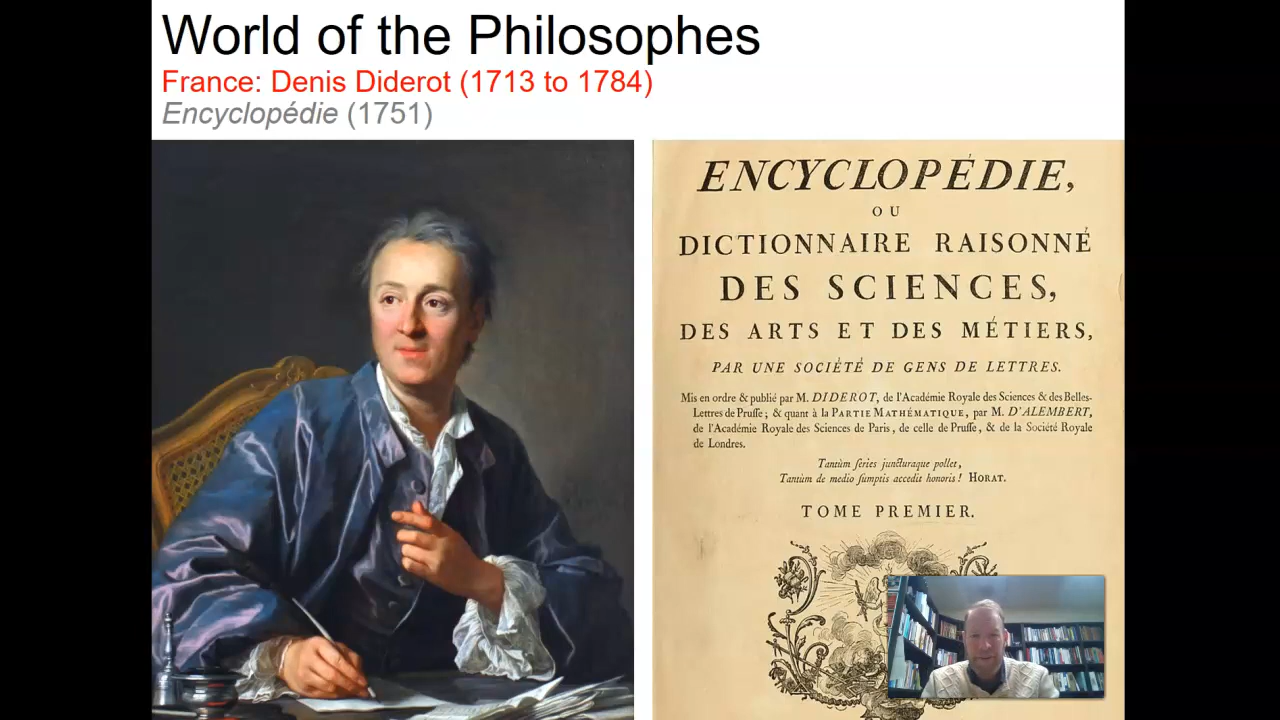 World of the Philosophes
France: Denis Diderot (1713 to 1784)
Encyclopédie (1751)
ENCYCLOPÉDIE,
OU
DICTIONNAIRE RAISONNÉ
DES SCIENCES,
DES ARTS ET DES MÉTIERS,
PAR UNE SOCIÉTÉ DE GENS DE LETTRES.
Mis en ordre & publié par M. DIDEROT, de l'Académie Royale des Sciences & des Belles-
Lettres de Pruſſe; & quant à la PARTIE MATHÉMATIQUE, par M. D'ALEMBERT,
de l'Académie Royale des Sciences de Paris, de celle de Pruſſe, & de la Société Royale
de Londres.
Tantùm ſeries juncturaque pollet,
Tantùm de medio ſumptis accedit honoris! HORAT.
TOME PREMIER.